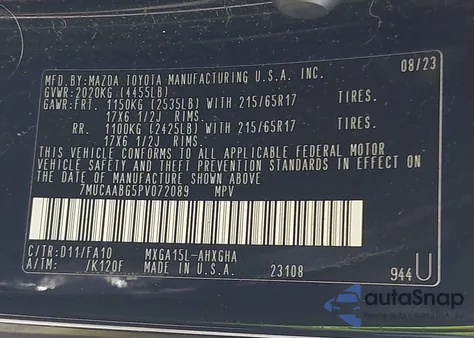 MFD.BY:MAZDA TOYOTA MANUFACTURING U.S.A. INC. 08/23
GVWR:2020KG (4455LB)
GAWR:FRT. 1150KG (2535LB) WITH 215/65R17 TIRES.
17X6 1/2J RIMS.
RR. 1100KG (2425LB) WITH 215/65R17 TIRES.
17X6 1/2J RIMS.
THIS VEHICLE CONFORMS TO ALL APPLICABLE FEDERAL MOTOR
VEHICLE SAFETY AND THEFT PREVENTION STANDARDS IN EFFECT ON
THE DATE OF MANUFACTURE SHOWN ABOVE
7MUCAABG5PV072089 MPV
C/TR:D11/FA10 MXGA15L-AHXGHA
A/TM: /K120F MADE IN U.S.A. 23108 944U
autoSnap